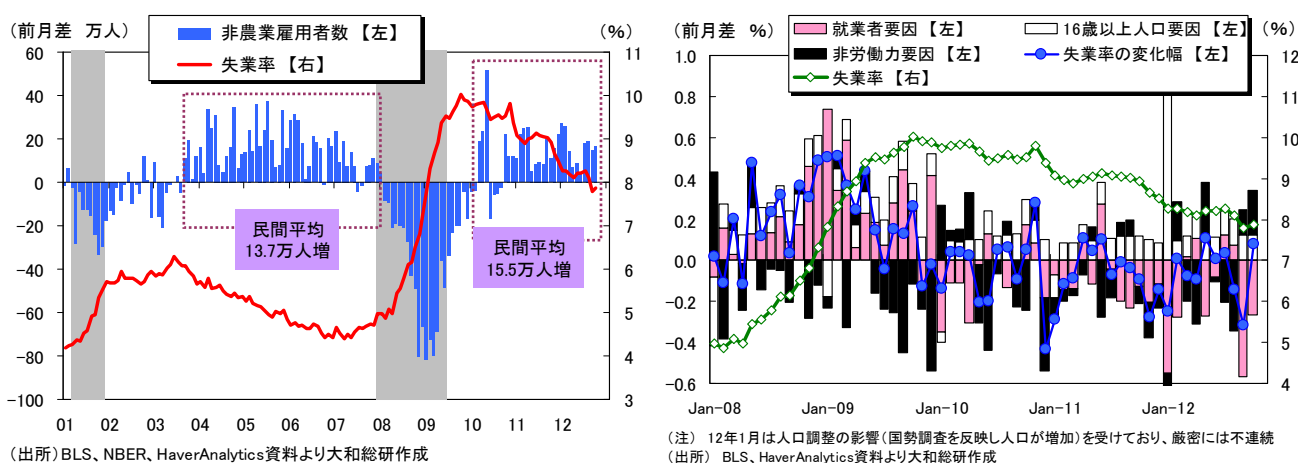 (前月差 万人)
非農業雇用者数 【左】
失業率 【右】
(%)
60
40
20
0
-20
-40
-60
-80
-100
11
10
9
8
7
6
5
4
3
民間平均
13.7万人増
民間平均
15.5万人増
01 02 03 04 05 06 07 08 09 10 11 12
(出所)BLS、NBER、HaverAnalytics資料より大和総研作成
(前月差 %)
就業者要因 【左】
16歳以上人口要因 【左】
非労働力要因 【左】
失業率の変化幅 【左】
失業率 【右】
(%)
1.0
0.8
0.6
0.4
0.2
0.0
-0.2
-0.4
-0.6
12
11
10
9
8
7
6
5
4
Jan-08 Jan-09 Jan-10 Jan-11 Jan-12
(注) 12年1月は人口調整の影響(国勢調査を反映し人口が増加)を受けており、厳密には不連続
(出所) BLS、HaverAnalytics資料より大和総研作成